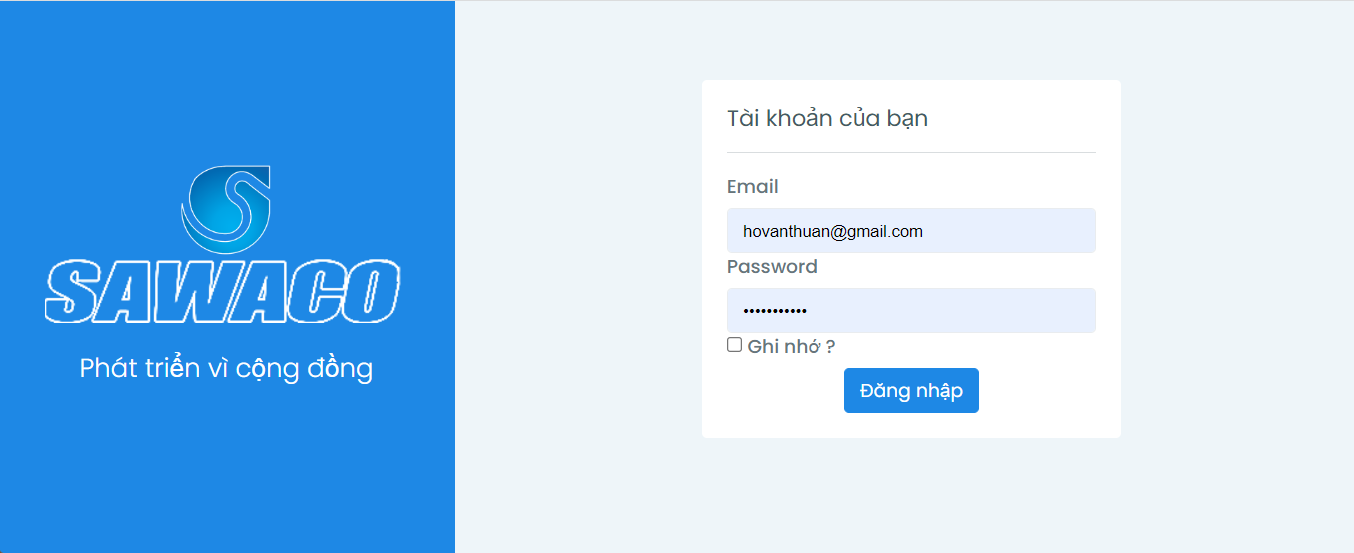 SAWACO
Phát triển vì cộng đồng
Tài khoản của bạn
Email
hovanthuan@gmail.com
Password
•••••••••••
Ghi nhớ ?
Đăng nhập